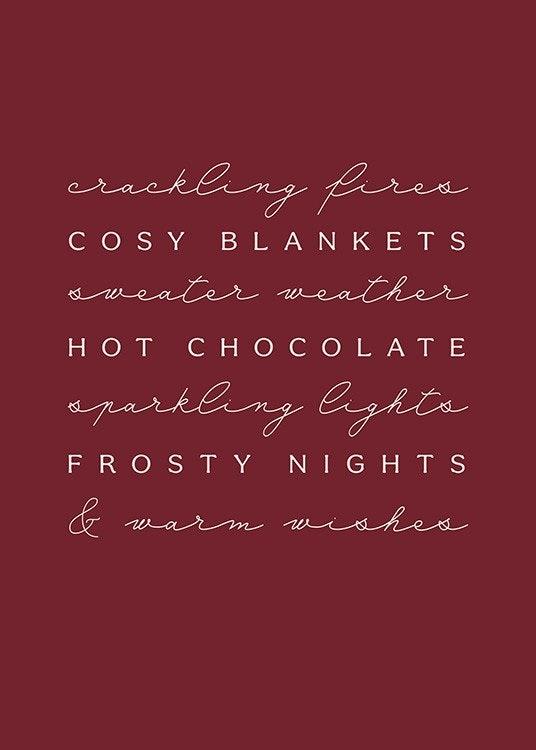 crackling fires
COSY BLANKETS
sweater weather
HOT CHOCOLATE
sparkling lights
FROSTY NIGHTS
& warm wishes